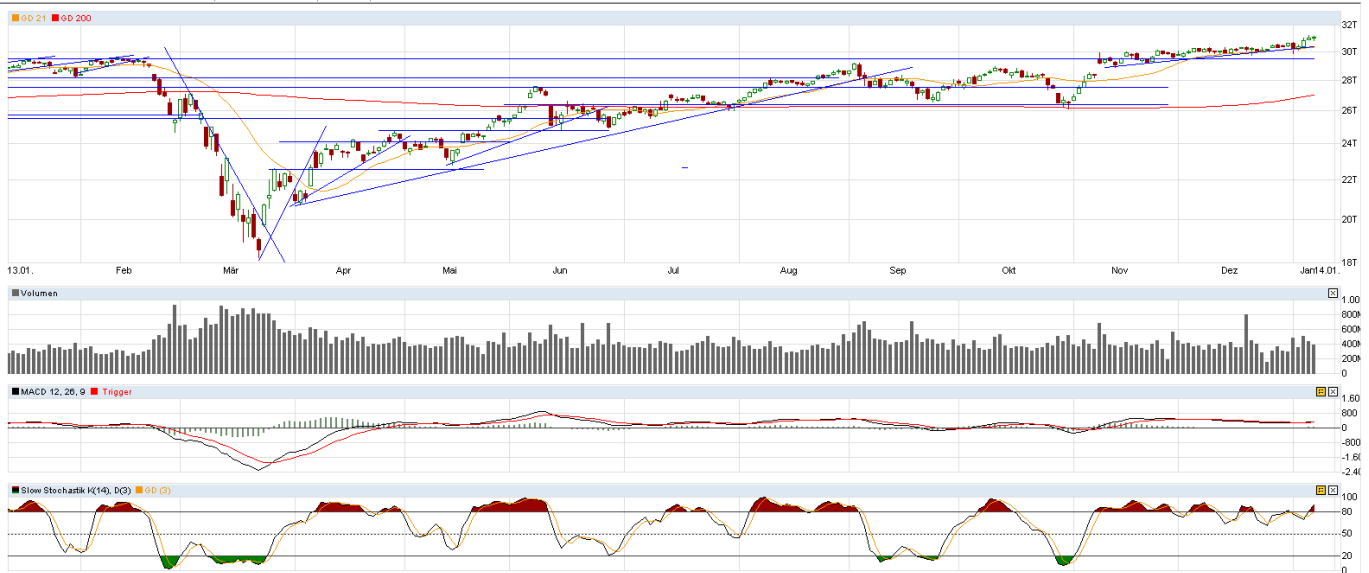 GD 21 GD 200
32T
30T
28T
26T
24T
22T
20T
18T
13.01. Feb Mär Apr Mai Jun Jul Aug Sep Okt Nov Dez Jan14.01.
Volumen
1.00
800M
600M
400M
200M
0
MACD 12, 26, 9 Trigger
1.60
800
0
-800
-1.60
-2.40
Slow Stochastik K(14), D(3) GD (3)
100
80
50
20
0